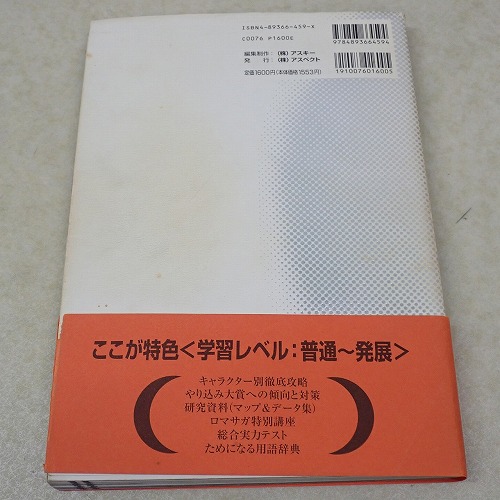 ISBN4-89366-459-X
C0076 P1600E
編集制作:(株)アスキー
発 行:(株)アスペクト
定価1600円(本体価格1553円)
9784893664594
1910076016005
ここが特色<学習レベル:普通~発展>
キャラクター別徹底攻略
やり込み大賞への傾向と対策
研究資料(マップ&データ集)
ロマサガ特別講座
総合実力テスト
ためになる用語辞典